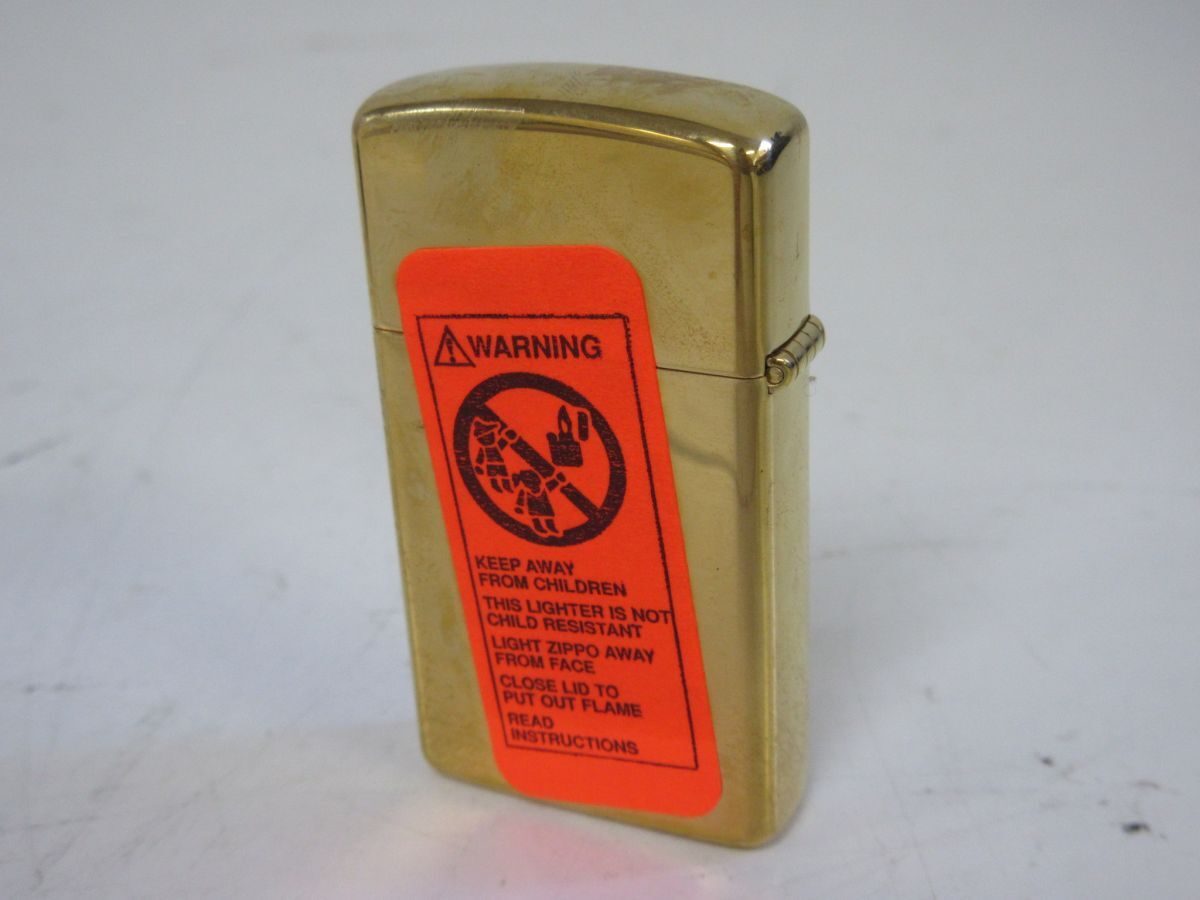 WARNING
KEEP AWAY
FROM CHILDREN
THIS LIGHTER IS NOT
CHILD RESISTANT
LIGHT ZIPPO AWAY
FROM FACE
CLOSE LID TO
PUT OUT FLAME
READ
INSTRUCTIONS